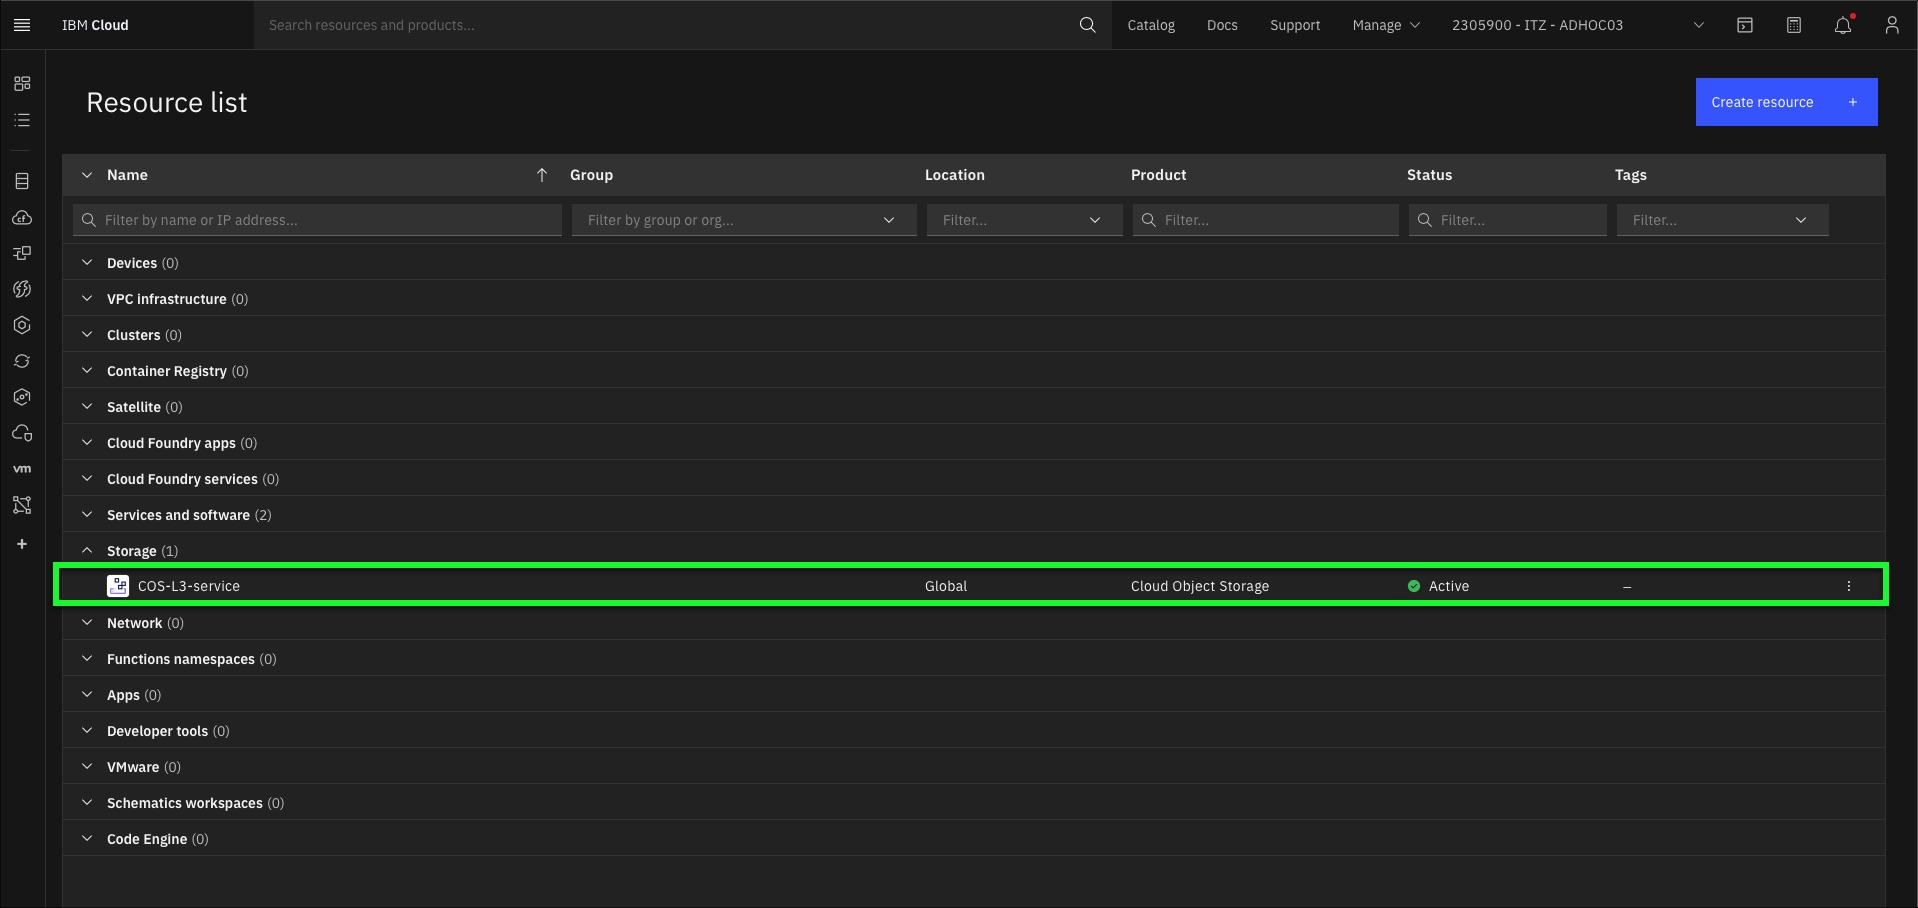 IBM Cloud Search resources and products... Catalog Docs Support Manage 2305900 - ITZ - ADHOC03
Resource list
Create resource +
Name Group Location Product Status Tags
Filter by name or IP address... Filter by group or org... Filter... Filter... Filter... Filter...
Devices (0)
VPC infrastructure (0)
Clusters (0)
Container Registry (0)
Satellite (0)
Cloud Foundry apps (0)
Cloud Foundry services (0)
Services and software (2)
Storage (1)
COS-L3-service Global Cloud Object Storage Active –
Network (0)
Functions namespaces (0)
Apps (0)
Developer tools (0)
VMware (0)
Schematics workspaces (0)
Code Engine (0)
cf
vm